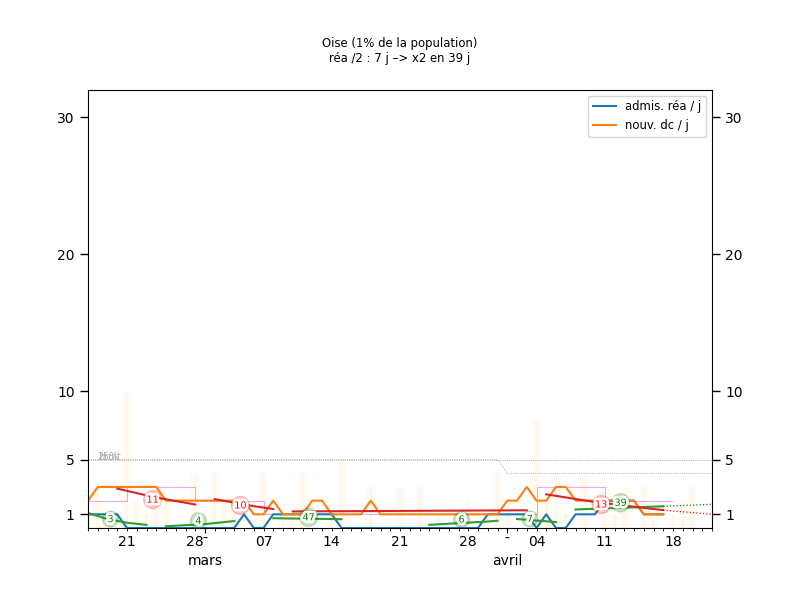 Oise (1% de la population)
réa /2 : 7 j –> x2 en 39 j
admis. réa / j
nouv. dc / j
30 30
20 20
10 10
5 5
1 1
3 11 4 10 47 6 7 13 39
21 28 07 14 21 28 - 04 11 18
mars avril